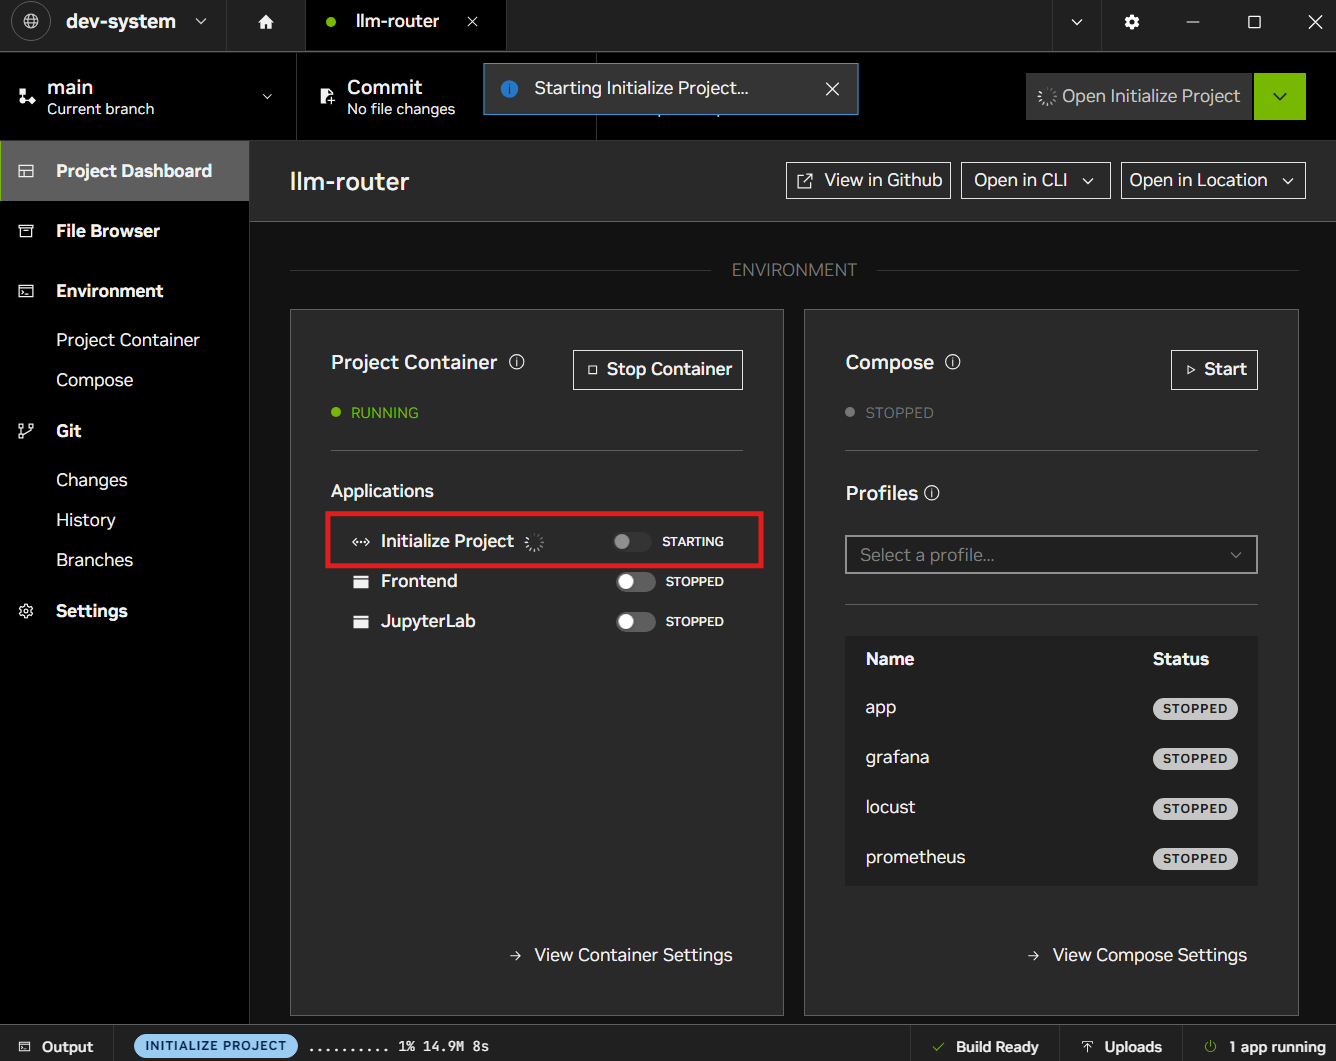 dev-system
llm-router
main
Current branch
Commit
No file changes
Starting Initialize Project...
Open Initialize Project
Project Dashboard
File Browser
Environment
Project Container
Compose
Git
Changes
History
Branches
Settings
llm-router
View in Github
Open in CLI
Open in Location
ENVIRONMENT
Project Container
Stop Container
RUNNING
Applications
Initialize Project
STARTING
Frontend
STOPPED
JupyterLab
STOPPED
View Container Settings
Compose
Start
STOPPED
Profiles
Select a profile...
Name Status
app STOPPED
grafana STOPPED
locust STOPPED
prometheus STOPPED
View Compose Settings
Output
INITIALIZE PROJECT
.......... 1% 14.9M 8s
Build Ready
Uploads
1 app running